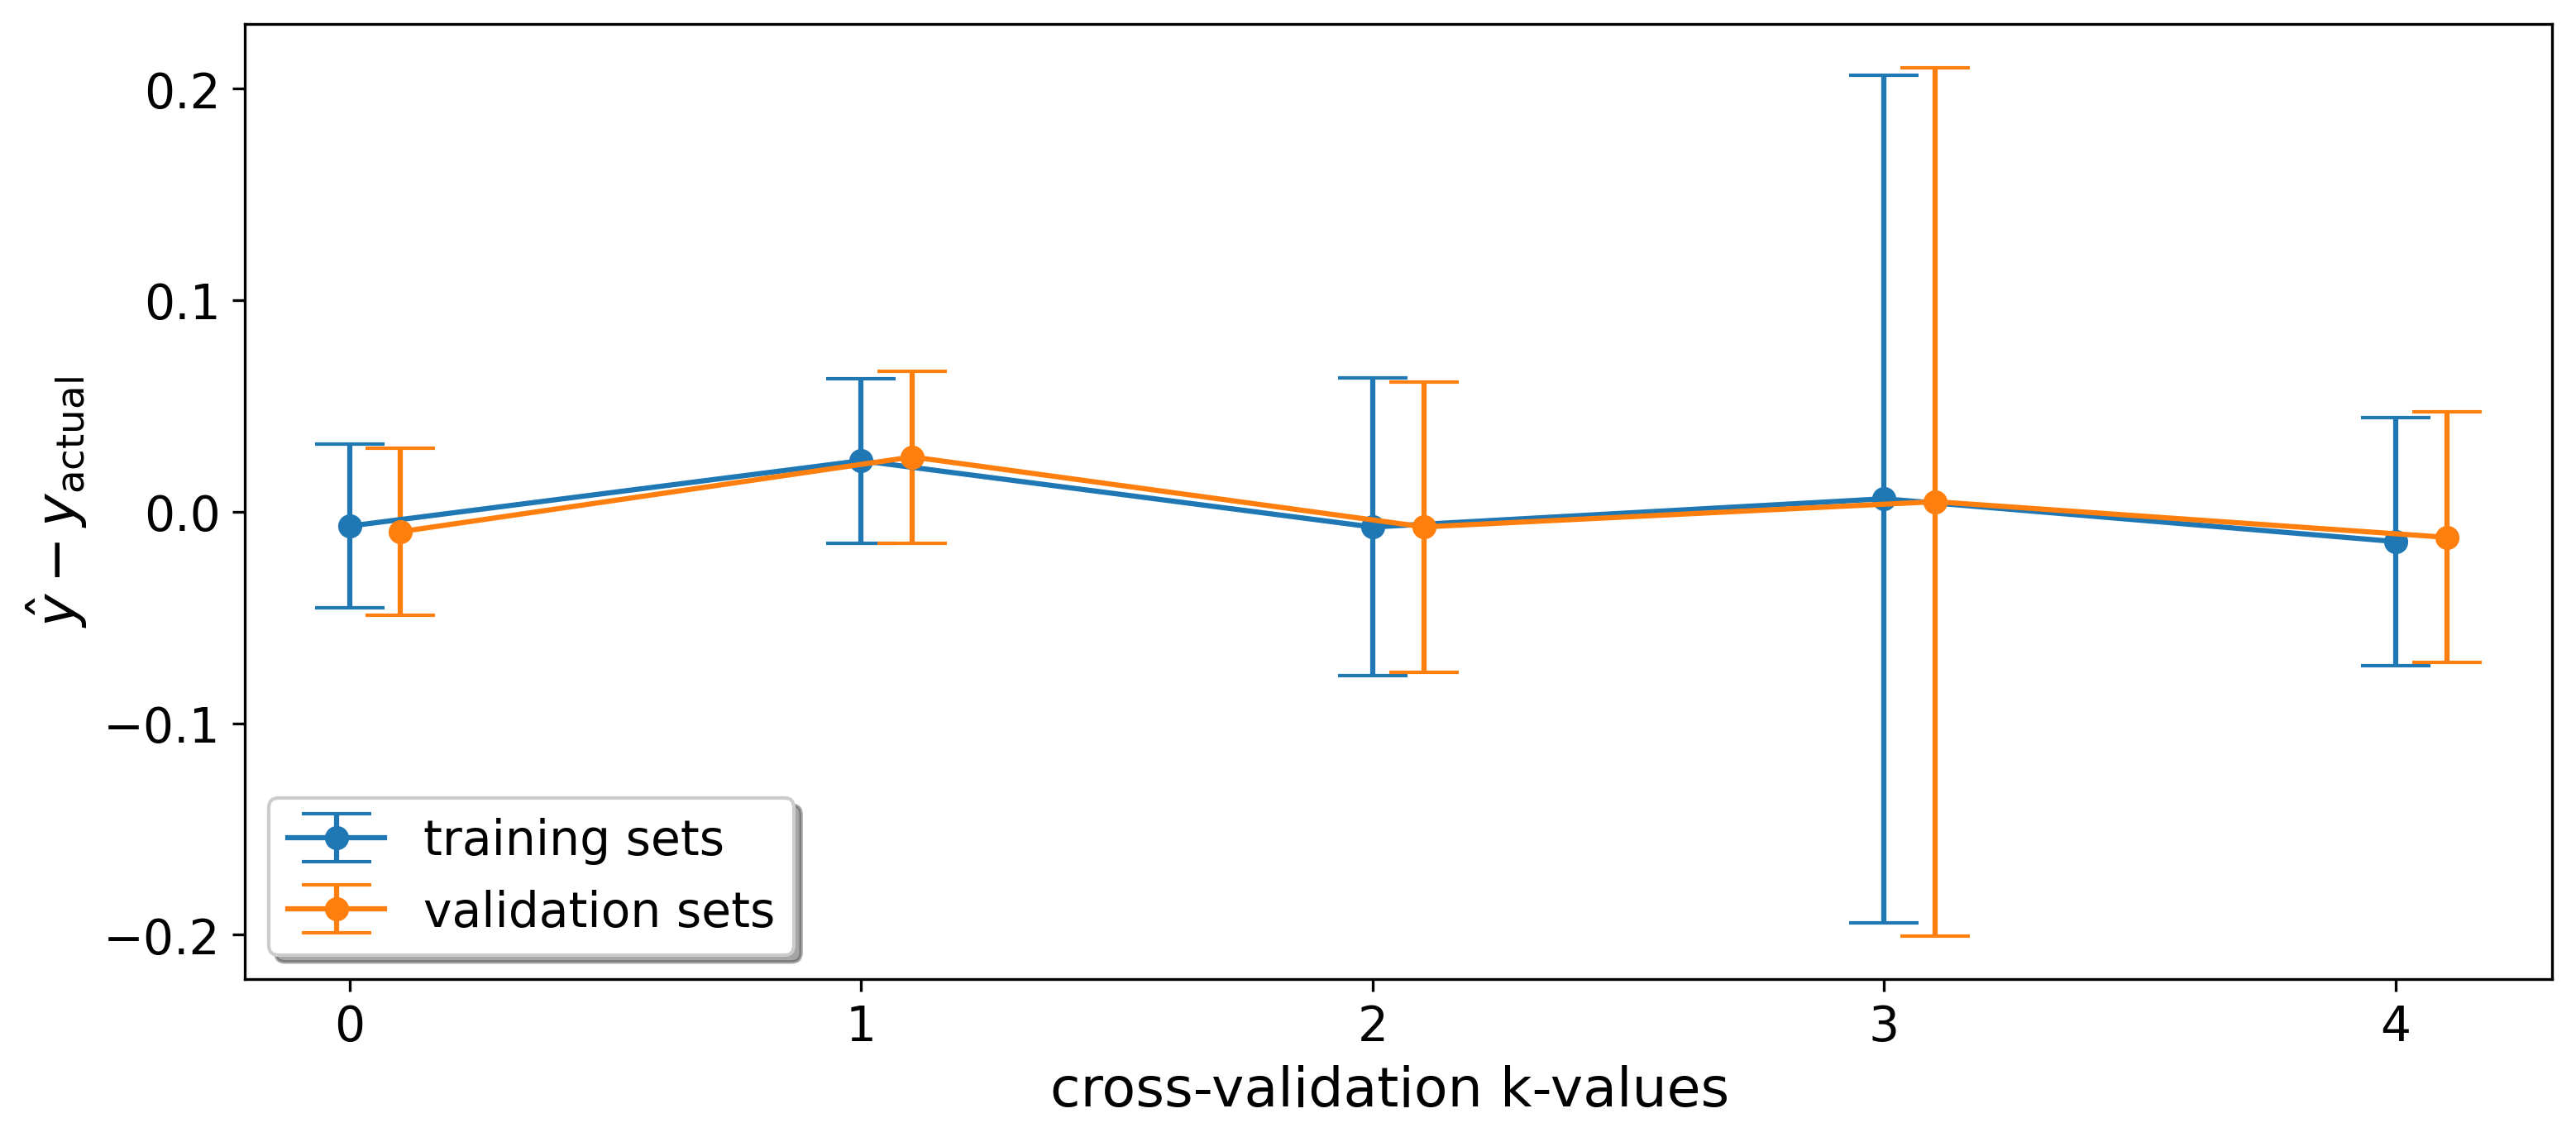 0.2
0.1
0.0
−0.1
−0.2
ŷ − y actual
training sets
validation sets
0 1 2 3 4
cross-validation k-values